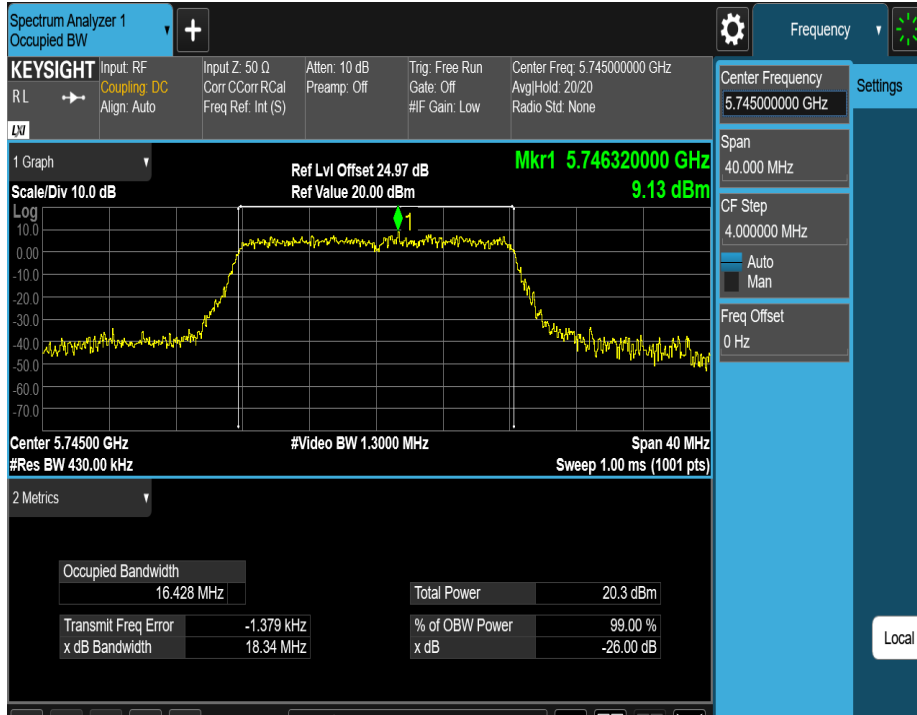 Spectrum Analyzer 1
Occupied BW
+
Frequency
KEYSIGHT
R L
LXI
Input: RF
Coupling: DC
Align: Auto
Input Z: 50 Ω
Corr CCorr RCal
Freq Ref: Int (S)
Atten: 10 dB
Preamp: Off
Trig: Free Run
Gate: Off
#IF Gain: Low
Center Freq: 5.745000000 GHz
Avg|Hold: 20/20
Radio Std: None
Center Frequency
5.745000000 GHz
Settings
Span
40.000 MHz
CF Step
4.000000 MHz
Auto
Man
Freq Offset
0 Hz
Local
1 Graph
Scale/Div 10.0 dB
Ref Lvl Offset 24.97 dB
Ref Value 20.00 dBm
Mkr1 5.746320000 GHz
9.13 dBm
Log
1
10.0
0.00
-10.0
-20.0
-30.0
-40.0
-50.0
-60.0
-70.0
Center 5.74500 GHz
#Video BW 1.3000 MHz
Span 40 MHz
#Res BW 430.00 kHz
Sweep 1.00 ms (1001 pts)
2 Metrics
Occupied Bandwidth
16.428 MHz
Total Power 20.3 dBm
Transmit Freq Error -1.379 kHz
% of OBW Power 99.00 %
x dB Bandwidth 18.34 MHz
x dB -26.00 dB